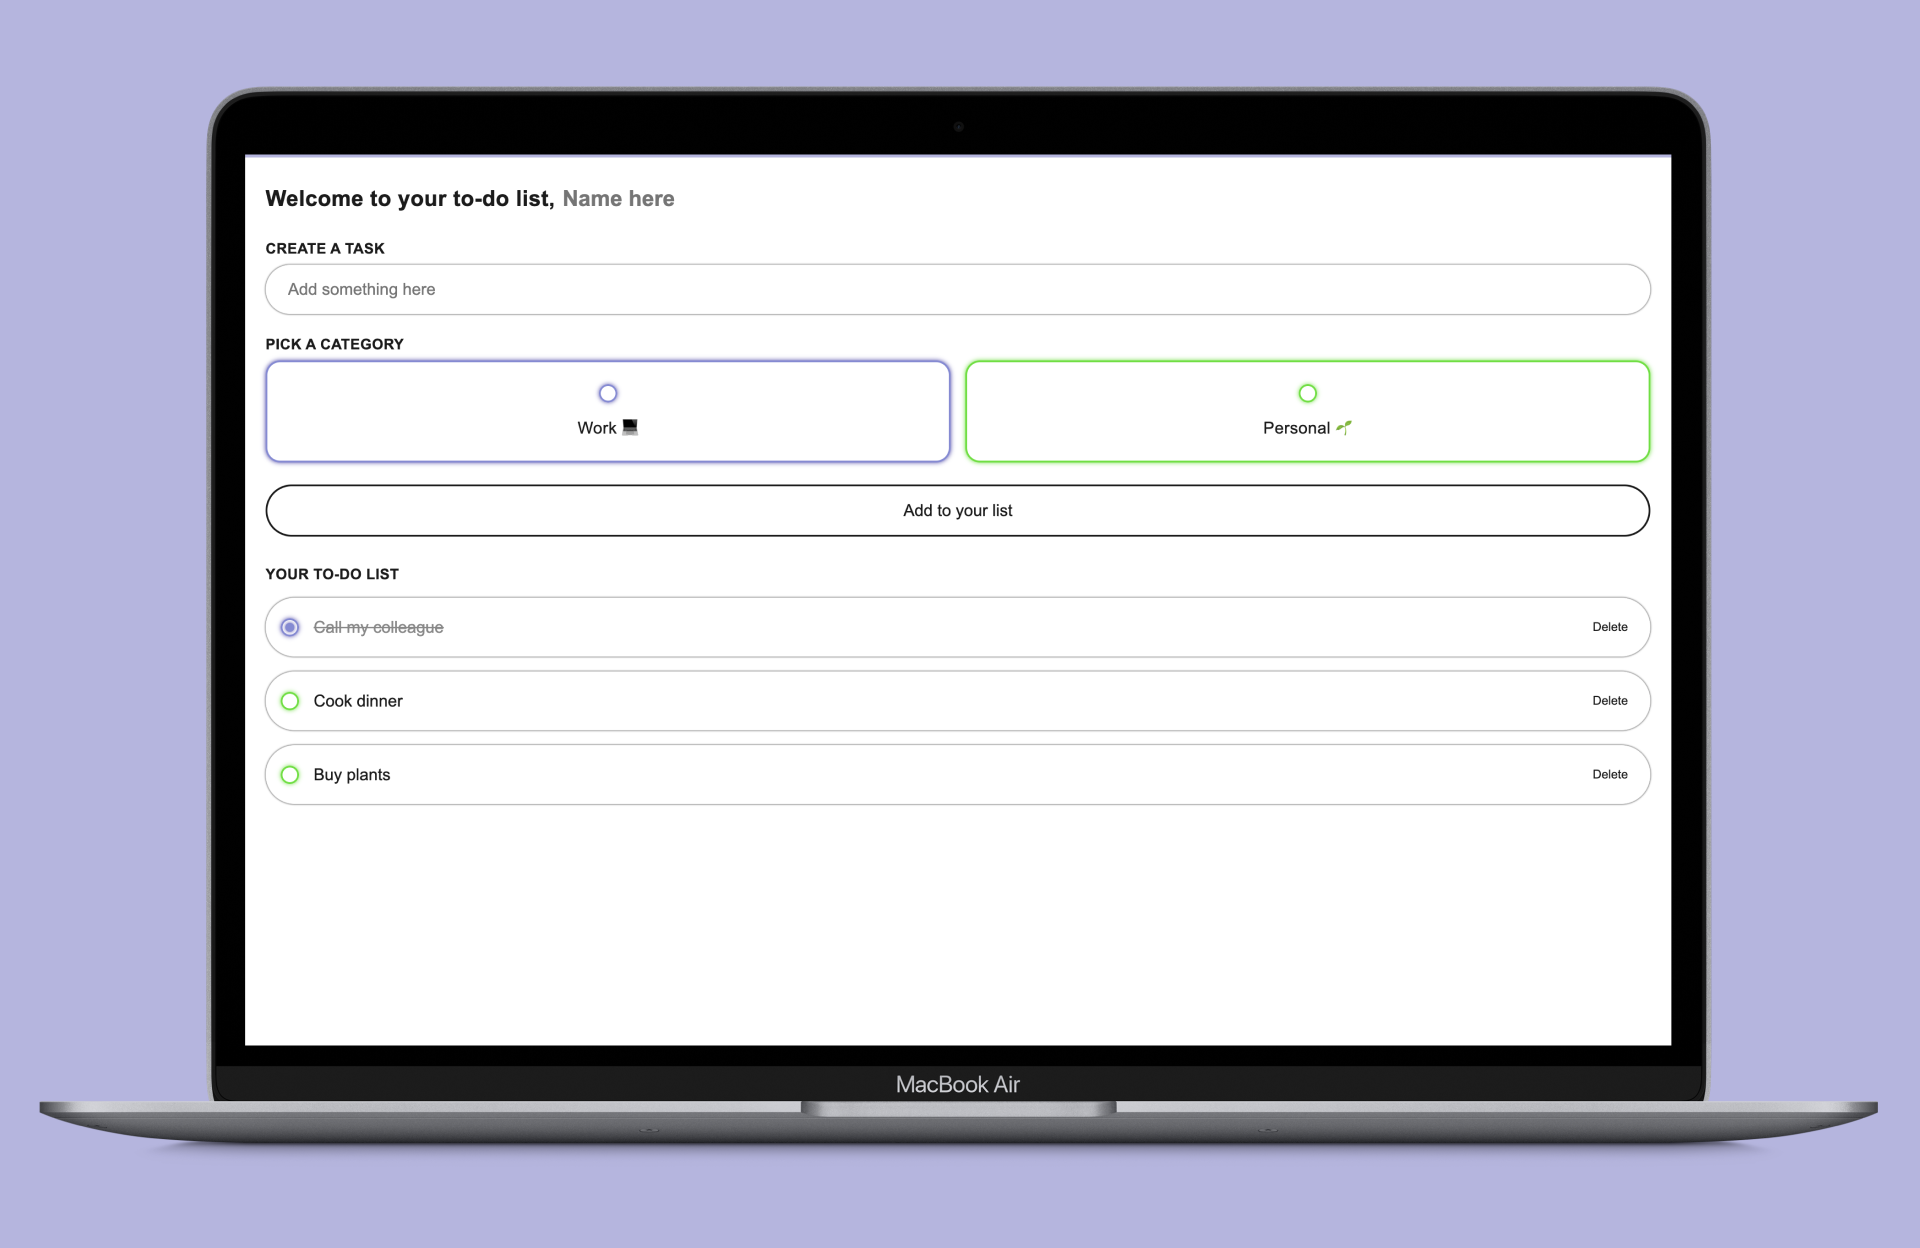 Welcome to your to-do list, Name here
CREATE A TASK
Add something here
PICK A CATEGORY
Work 💻
Personal 🌱
Add to your list
YOUR TO-DO LIST
Call my colleague
Delete
Cook dinner
Delete
Buy plants
Delete
MacBook Air